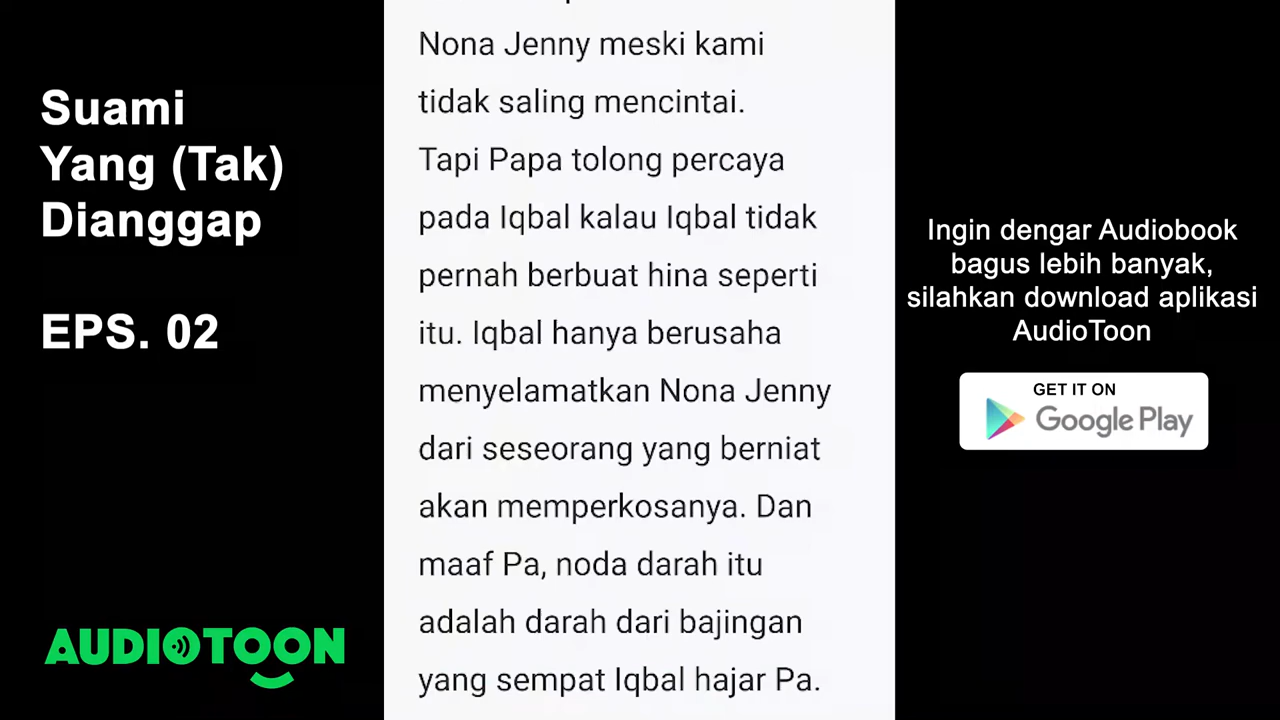 Suami
Yang (Tak)
Dianggap
EPS. 02
AUDIOTOON
Nona Jenny meski kami
tidak saling mencintai.
Tapi Papa tolong percaya
pada Iqbal kalau Iqbal tidak
pernah berbuat hina seperti
itu. Iqbal hanya berusaha
menyelamatkan Nona Jenny
dari seseorang yang berniat
akan memperkosanya. Dan
maaf Pa, noda darah itu
adalah darah dari bajingan
yang sempat Iqbal hajar Pa.
Ingin dengar Audiobook
bagus lebih banyak,
silahkan download aplikasi
AudioToon
GET IT ON
Google Play